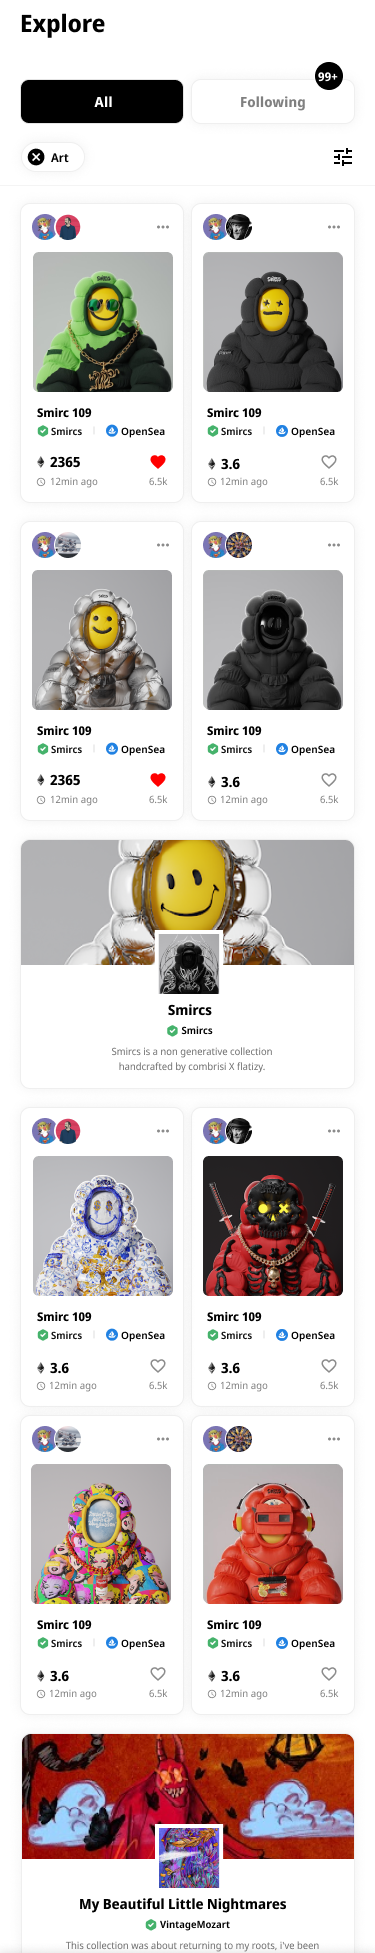 Explore
99+
All
Following
Art
Smirc 109
Smircs
OpenSea
2365
12min ago
6.5k
Smirc 109
Smircs
OpenSea
3.6
12min ago
6.5k
Smirc 109
Smircs
OpenSea
2365
12min ago
6.5k
Smirc 109
Smircs
OpenSea
3.6
12min ago
6.5k
Smircs
Smircs
Smircs is a non generative collection
handcrafted by combrisi X flatizy.
Smirc 109
Smircs
OpenSea
3.6
12min ago
6.5k
Smirc 109
Smircs
OpenSea
3.6
12min ago
6.5k
Smirc 109
Smircs
OpenSea
3.6
12min ago
6.5k
Smirc 109
Smircs
OpenSea
3.6
12min ago
6.5k
My Beautiful Little Nightmares
VintageMozart
This collection was about returning to my roots, i've been